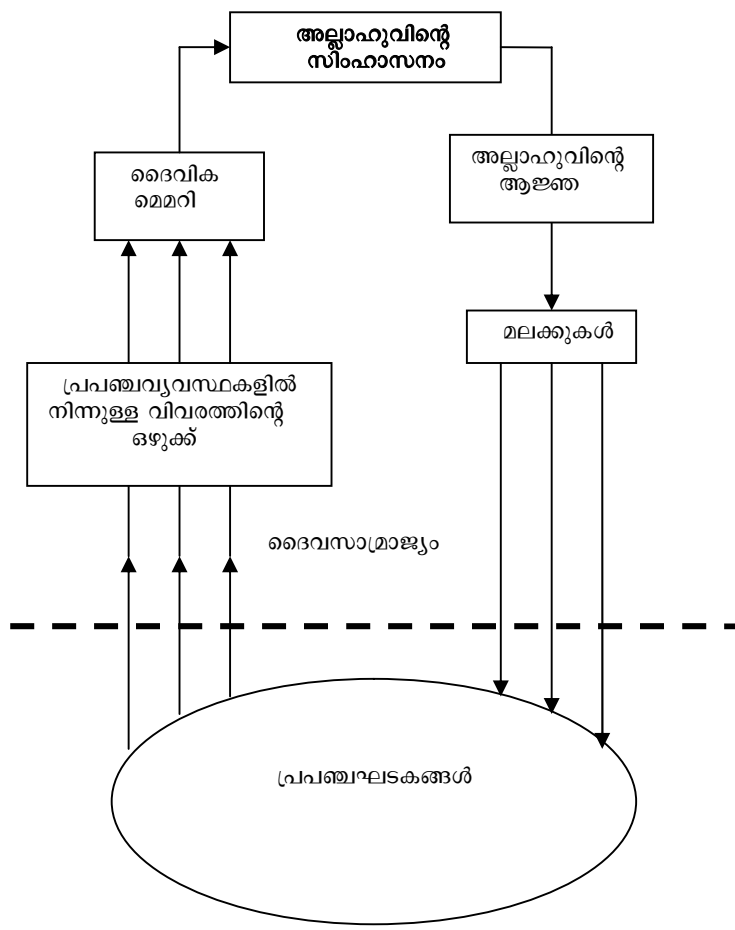 അല്ലാഹുവിന്റെ
സിംഹാസനം
ദൈവിക
മെമറി
അല്ലാഹുവിന്റെ
ആജ്ഞ
മലക്കുകൾ
പ്രപഞ്ചവ്യവസ്ഥകളിൽ
നിന്നുള്ള വിവരത്തിന്റെ
ഒഴുക്ക്
ദൈവസാമ്രാജ്യം
പ്രപഞ്ചഘടകങ്ങൾ